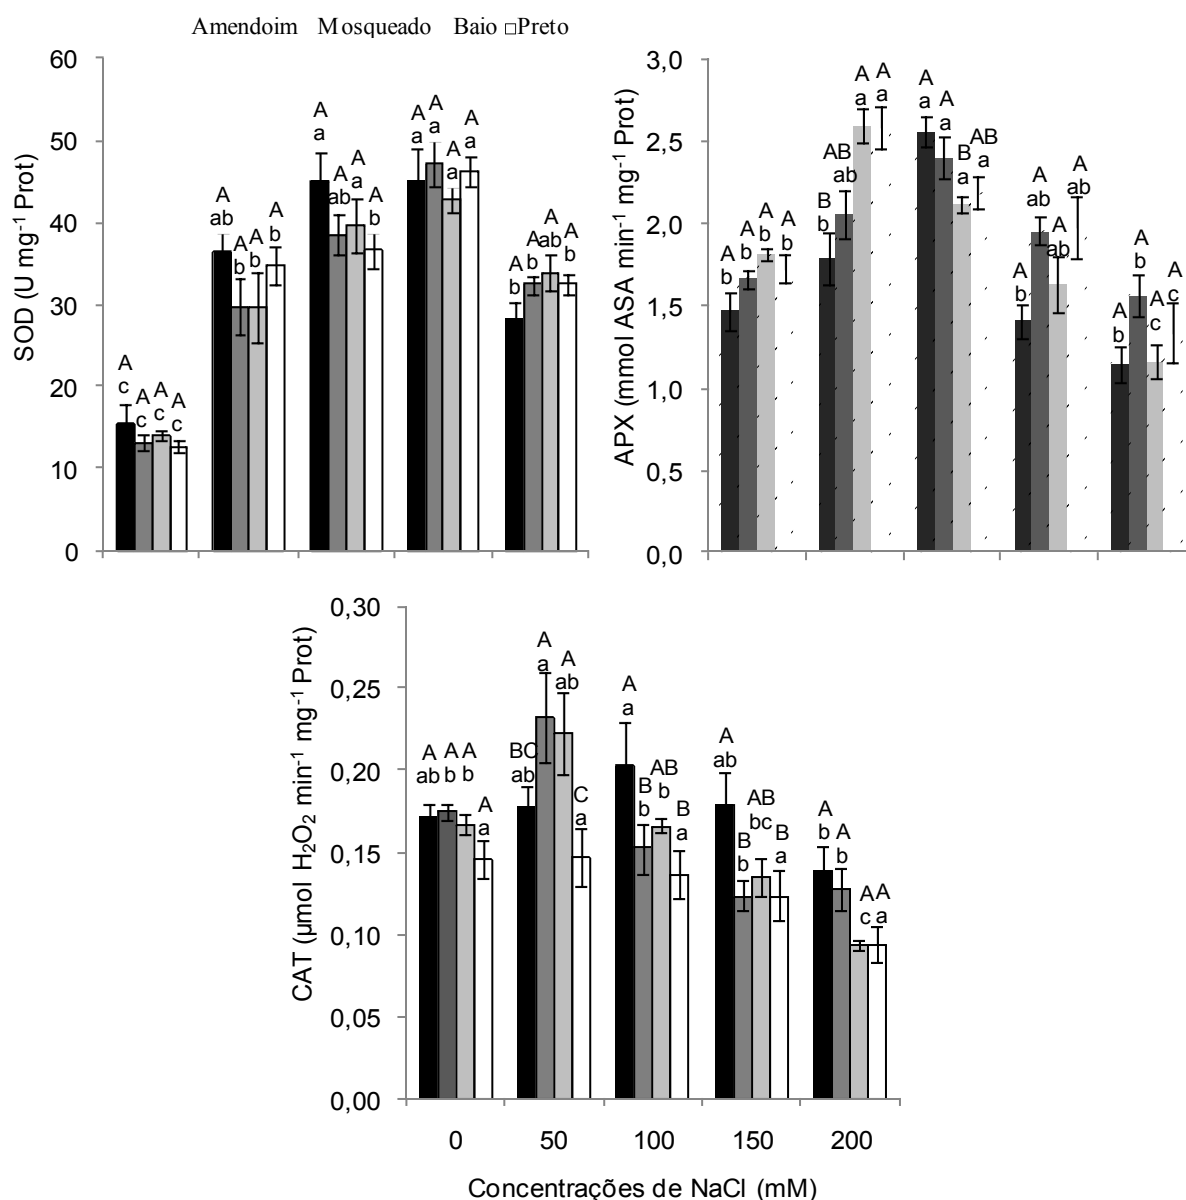 Amendoim Mosqueado Baio □Preto
SOD (U mg⁻¹ Prot)
60
50
40
30
20
10
0
A A A A
c c c c
A A A A
ab b b b
A A A A
a ab a b
A A A A
a a a a
A A A A
b b ab b
APX (mmol ASA min⁻¹ mg⁻¹ Prot)
3,0
2,5
2,0
1,5
1,0
0,5
0,0
A A A A
b b b b
B AB A A
b ab a a
A A B AB
a a a a
A A A A
b ab ab ab
A A A A
b b c c
CAT (µmol H₂O₂ min⁻¹ mg⁻¹ Prot)
0,30
0,25
0,20
0,15
0,10
0,05
0,00
A A A A
ab b b a
BC A A C
ab a ab a
A B AB B
a b b a
A B AB B
ab b bc a
A A A A
b b c a
0 50 100 150 200
Concentrações de NaCl (mM)